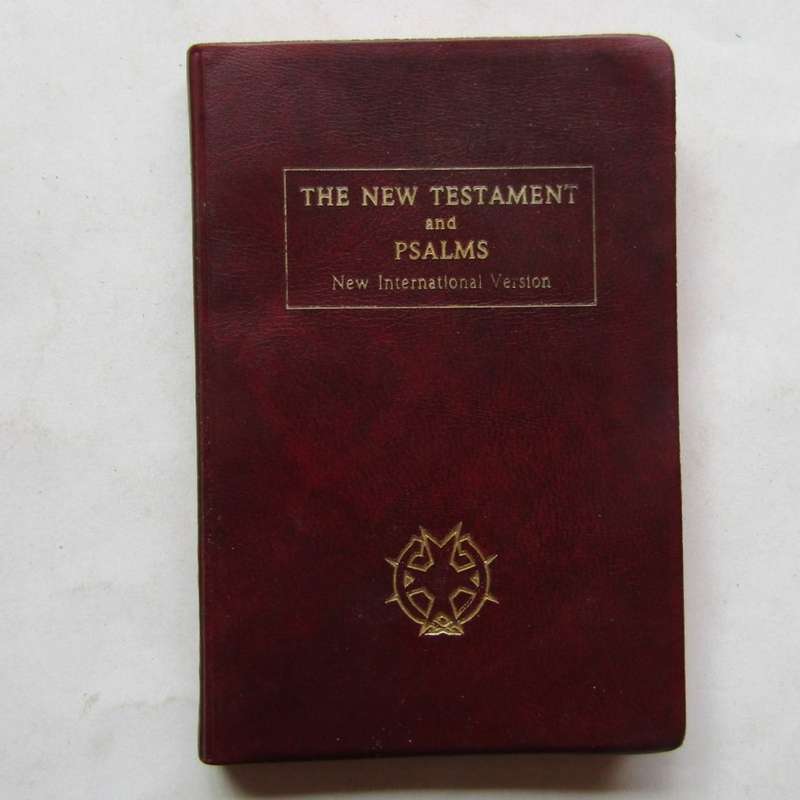 THE NEW TESTAMENT
and
PSALMS
New International Version